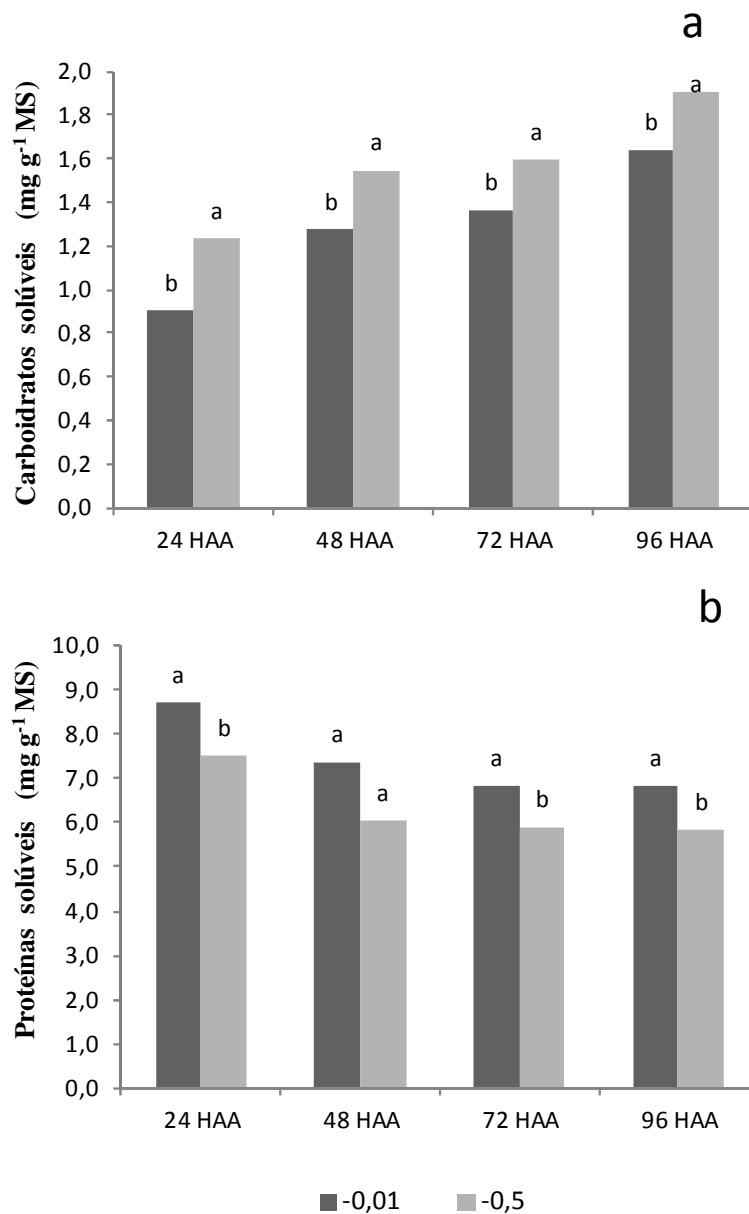 a
Carboidratos solúveis (mg g-1 MS)
2,0
1,8
1,6
1,4
1,2
1,0
0,8
0,6
0,4
0,2
0,0
b a
b a
b a
b a
24 HAA 48 HAA 72 HAA 96 HAA
b
Proteínas solúveis (mg g-1 MS)
10,0
9,0
8,0
7,0
6,0
5,0
4,0
3,0
2,0
1,0
0,0
a b
a a
a b
a b
24 HAA 48 HAA 72 HAA 96 HAA
-0,01 -0,5